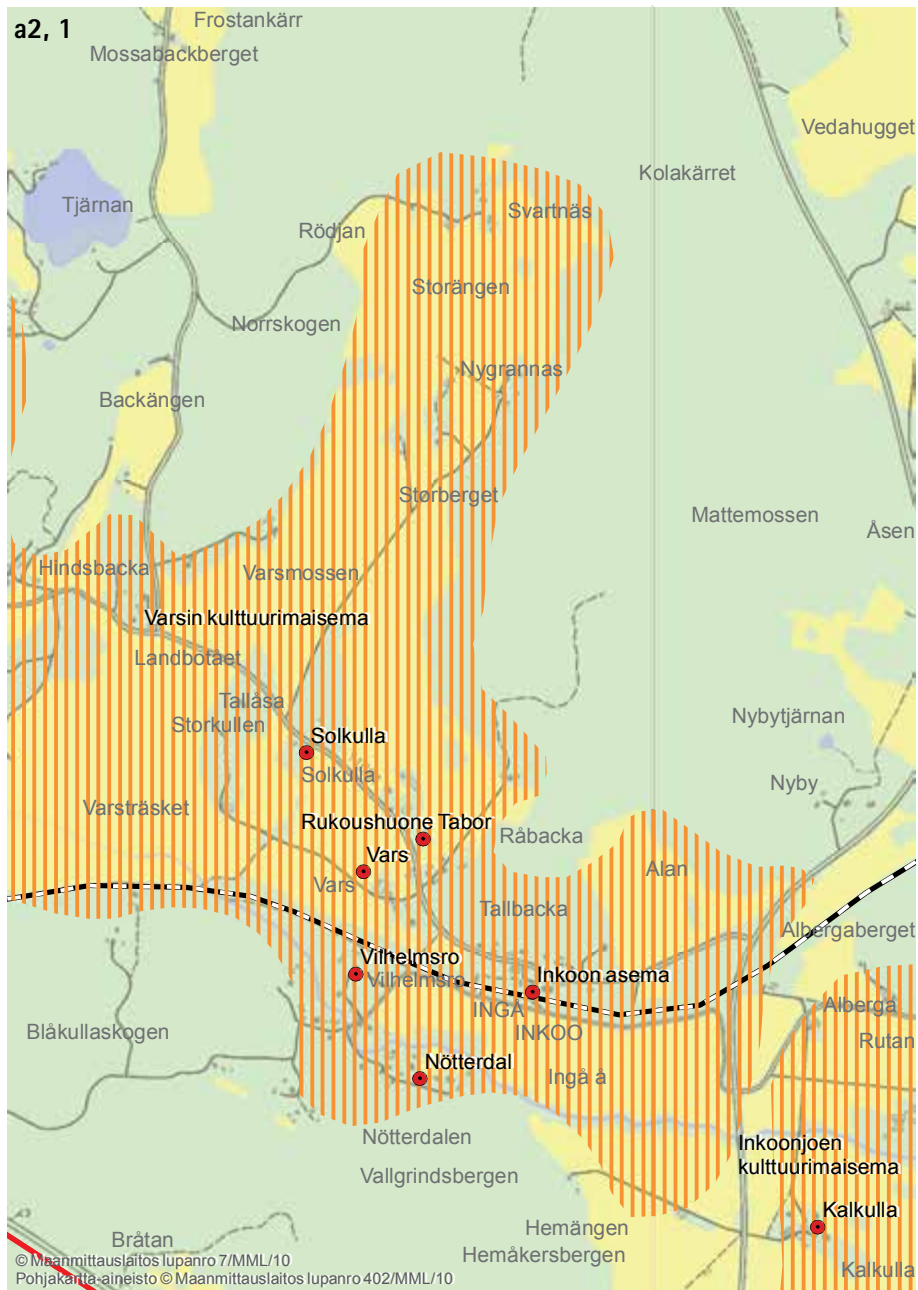 a2, 1
Frostankärr
Mossabackberget
Vedahugget
Kolakärret
Tjärnan
Svartnäs
Rödjan
Storängen
Norrskogen
Nygrannas
Backängen
Størberget
Mattemossen
Åsen
Hindsbacka
Varsmossen
Varsin kulttuurimaisema
Landbotået
Tallåsa
Storkullen
Nybytjärnan
Solkulla
Solkulla
Nyby
Varsträsket
Rukoushuone Tabor
Råbacka
Vars
Alan
Vars
Tallbacka
Albergaberget
Vilhelmsro
Vilhelmsro
Inkoon asema
INGÅ
Alberga
Blåkullaskogen
INKOO
Rutan
Nötterdal
Ingå å
Nötterdalen
Inkoonjoen
kulttuurimaisema
Vallgrindsbergen
Kalkulla
Hemängen
Bråtan
Hemåkersbergen
© Maanmittauslaitos lupanro 7/MML/10
Kalkulla
Pohjakartta-aineisto © Maanmittauslaitos lupanro 402/MML/10